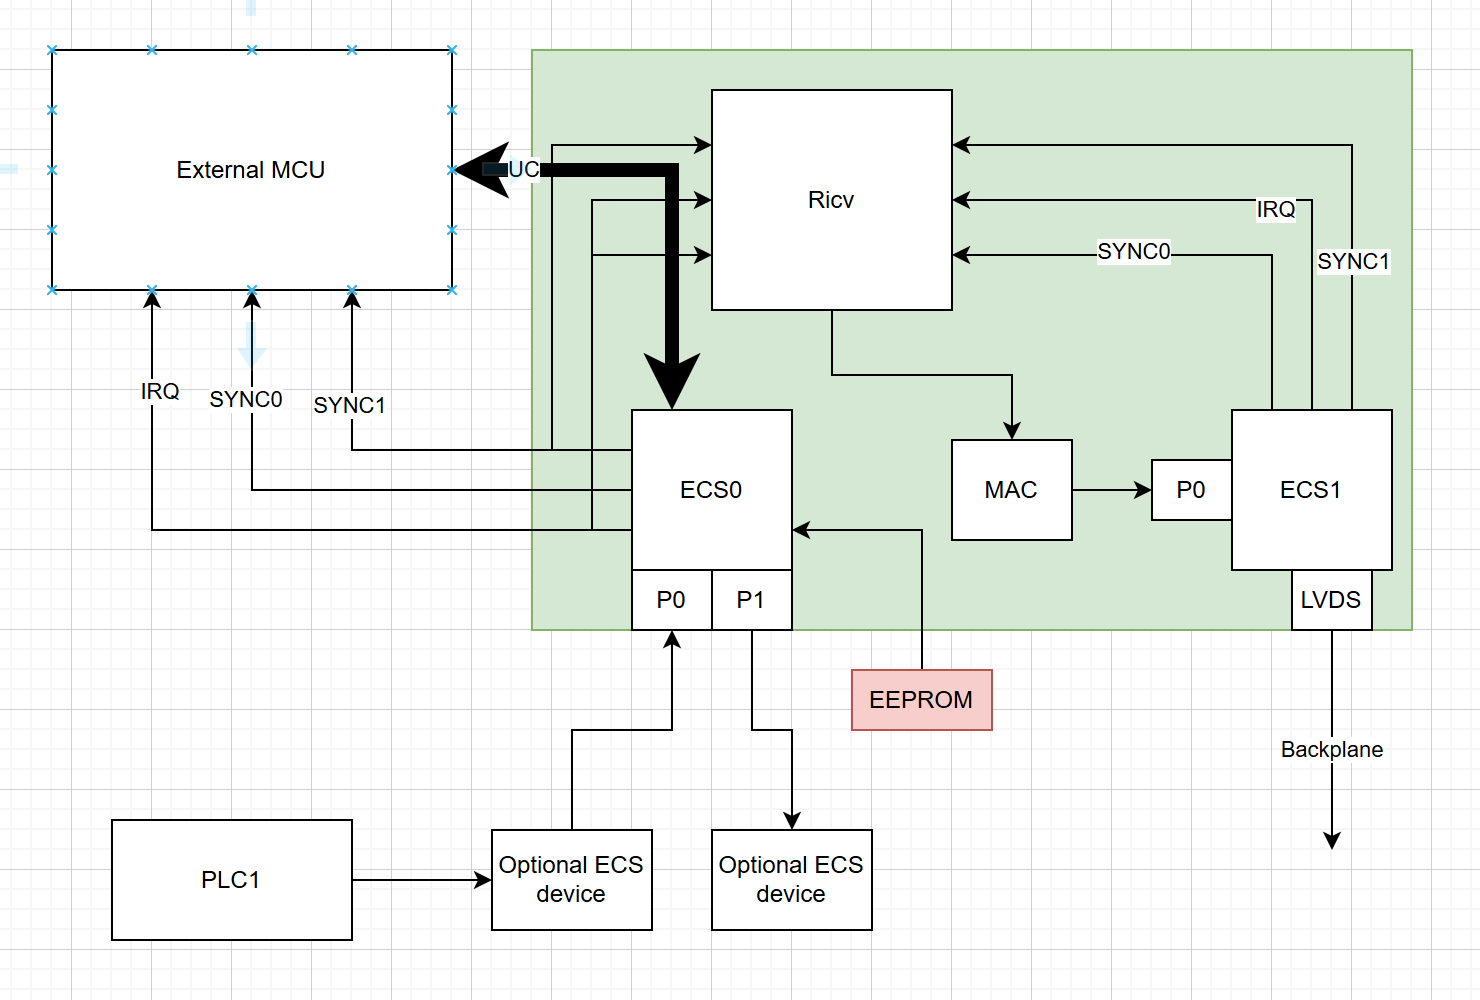 External MCU
UC
Ricv
IRQ
SYNC0
SYNC1
IRQ
SYNC0
SYNC1
ECS0
MAC
P0
ECS1
P0
P1
LVDS
EEPROM
Backplane
PLC1
Optional ECS
device
Optional ECS
device